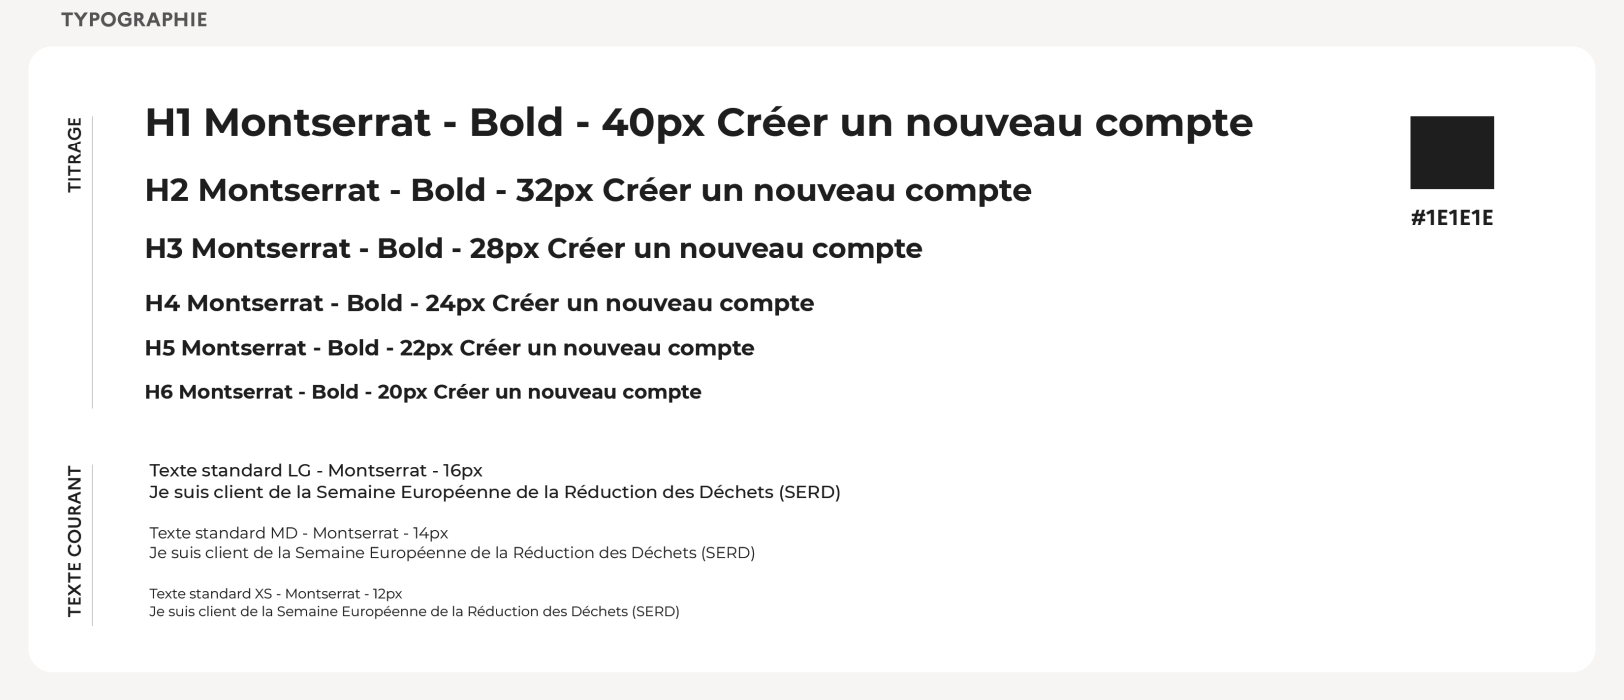 TYPOGRAPHIE
TITRAGE
H1 Montserrat - Bold - 40px Créer un nouveau compte
H2 Montserrat - Bold - 32px Créer un nouveau compte
H3 Montserrat - Bold - 28px Créer un nouveau compte
H4 Montserrat - Bold - 24px Créer un nouveau compte
H5 Montserrat - Bold - 22px Créer un nouveau compte
H6 Montserrat - Bold - 20px Créer un nouveau compte
#1E1E1E
TEXTE COURANT
Texte standard LG - Montserrat - 16px
Je suis client de la Semaine Européenne de la Réduction des Déchets (SERD)
Texte standard MD - Montserrat - 14px
Je suis client de la Semaine Européenne de la Réduction des Déchets (SERD)
Texte standard XS - Montserrat - 12px
Je suis client de la Semaine Européenne de la Réduction des Déchets (SERD)